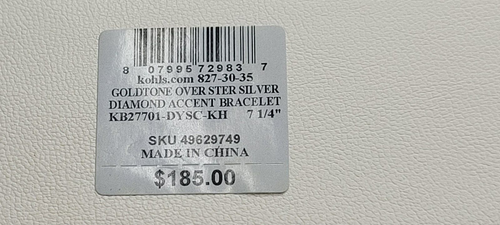 8 07995 72983 7
kohls.com 827-30-35
GOLDTONE OVER STER SILVER
DIAMOND ACCENT BRACELET
KB27701-DYSC-KH 7 1/4"
SKU 49629749
MADE IN CHINA
$185.00